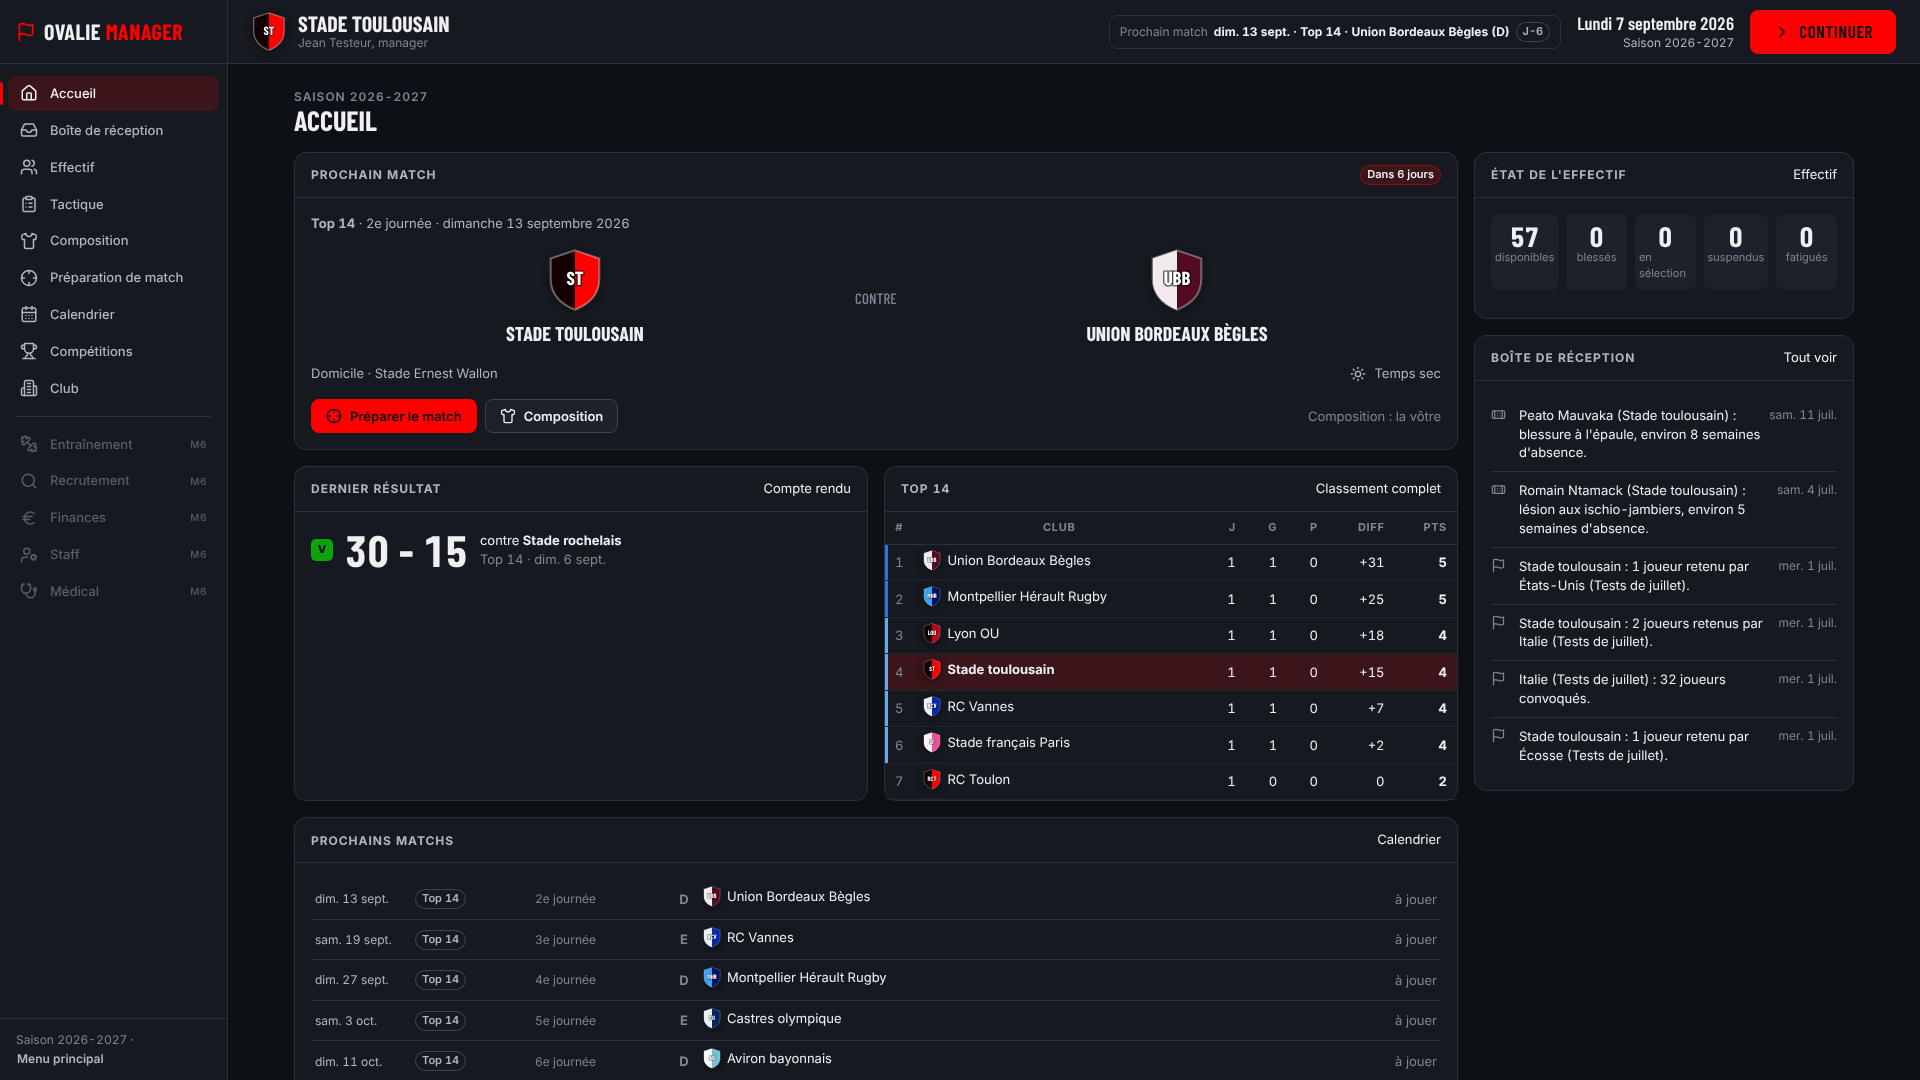 OVALIE MANAGER
Accueil
Boîte de réception
Effectif
Tactique
Composition
Préparation de match
Calendrier
Compétitions
Club
Entraînement M6
Recrutement M6
Finances M6
Staff M6
Médical M6
Saison 2026-2027 ·
Menu principal
ST
STADE TOULOUSAIN
Jean Testeur, manager
Prochain match dim. 13 sept. · Top 14 · Union Bordeaux Bègles (D) J-6
Lundi 7 septembre 2026
Saison 2026-2027
CONTINUER
SAISON 2026-2027
ACCUEIL
PROCHAIN MATCH
Dans 6 jours
Top 14 · 2e journée · dimanche 13 septembre 2026
ST
UBB
CONTRE
STADE TOULOUSAIN
UNION BORDEAUX BÈGLES
Domicile · Stade Ernest Wallon
Temps sec
Préparer le match
Composition
Composition : la vôtre
DERNIER RÉSULTAT
Compte rendu
V
30 - 15
contre Stade rochelais
Top 14 · dim. 6 sept.
TOP 14
Classement complet
# CLUB J G P DIFF PTS
1 Union Bordeaux Bègles 1 1 0 +31 5
2 Montpellier Hérault Rugby 1 1 0 +25 5
3 Lyon OU 1 1 0 +18 4
4 Stade toulousain 1 1 0 +15 4
5 RC Vannes 1 1 0 +7 4
6 Stade français Paris 1 1 0 +2 4
7 RC Toulon 1 0 0 0 2
PROCHAINS MATCHS
Calendrier
dim. 13 sept. Top 14 2e journée D Union Bordeaux Bègles à jouer
sam. 19 sept. Top 14 3e journée E RC Vannes à jouer
dim. 27 sept. Top 14 4e journée D Montpellier Hérault Rugby à jouer
sam. 3 oct. Top 14 5e journée E Castres olympique à jouer
dim. 11 oct. Top 14 6e journée D Aviron bayonnais à jouer
ÉTAT DE L'EFFECTIF
Effectif
57 0 0 0 0
disponibles blessés en sélection suspendus fatigués
BOÎTE DE RÉCEPTION
Tout voir
Peato Mauvaka (Stade toulousain) : sam. 11 juil.
blessure à l'épaule, environ 8 semaines
d'absence.
Romain Ntamack (Stade toulousain) : sam. 4 juil.
lésion aux ischio-jambiers, environ 5
semaines d'absence.
Stade toulousain : 1 joueur retenu par mer. 1 juil.
États-Unis (Tests de juillet).
Stade toulousain : 2 joueurs retenus par mer. 1 juil.
Italie (Tests de juillet).
Italie (Tests de juillet) : 32 joueurs mer. 1 juil.
convoqués.
Stade toulousain : 1 joueur retenu par mer. 1 juil.
Écosse (Tests de juillet).